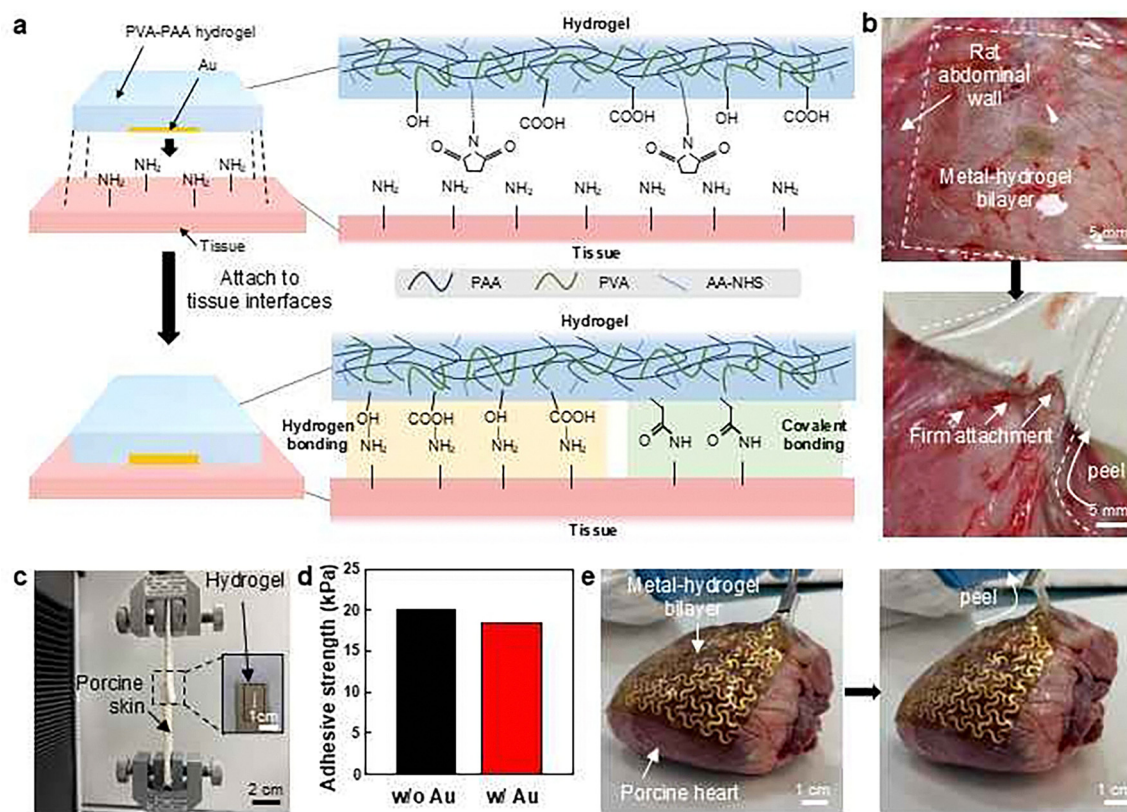 a
PVA-PAA hydrogel
Au
NH₂
NH₂
NH₂
NH₂
Tissue
Attach to
tissue interfaces
Hydrogel
OH
COOH
COOH
OH
COOH
N
O
O
N
O
O
NH₂
NH₂
NH₂
NH₂
NH₂
NH₂
NH₂
Tissue
PAA
PVA
AA-NHS
Hydrogel
Hydrogen
bonding
OH
COOH
OH
COOH
NH₂
NH₂
NH₂
NH₂
O
NH
O
NH
Covalent
bonding
Tissue
b
Rat
abdominal
wall
Metal-hydrogel
bilayer
5 mm
Firm attachment
peel
5 mm
c
Hydrogel
Porcine
skin
1cm
2 cm
d
Adhesive strength (kPa)
25
20
15
10
5
0
w/o Au
w/ Au
e
Metal-hydrogel
bilayer
Porcine heart
1 cm
peel
1 cm